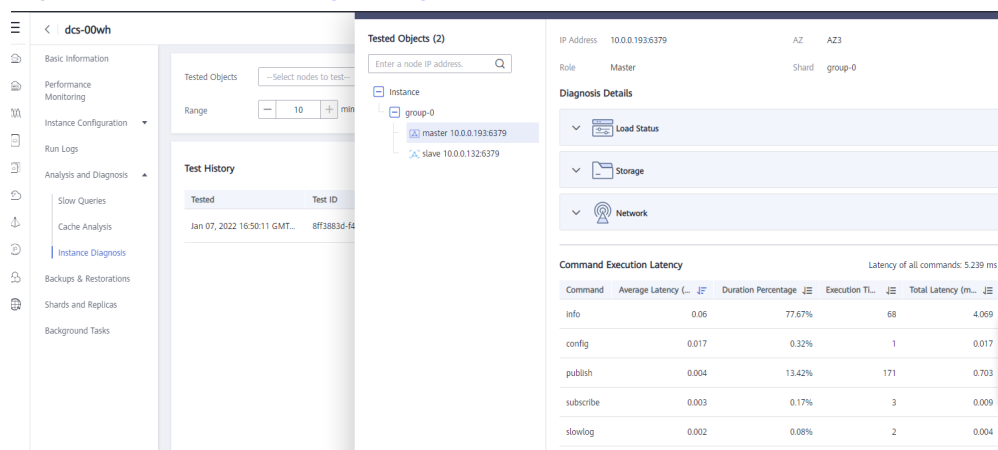 dcs-00wh
Basic Information
Performance
Monitoring
Instance Configuration
Run Logs
Analysis and Diagnosis
Slow Queries
Cache Analysis
Instance Diagnosis
Backups & Restorations
Shards and Replicas
Background Tasks
Tested Objects --Select nodes to test--
Range 10 min
Test History
Tested Test ID
Jan 07, 2022 16:50:11 GMT... 8ff3883d-f4
Tested Objects (2)
Enter a node IP address.
Instance
group-0
master 10.0.0.193:6379
slave 10.0.0.132:6379
IP Address 10.0.0.193:6379 AZ AZ3
Role Master Shard group-0
Diagnosis Details
Load Status
Storage
Network
Command Execution Latency Latency of all commands: 5.239 ms
Command Average Latency (... Duration Percentage Execution Ti... Total Latency (m...
info 0.06 77.67% 68 4.069
config 0.017 0.32% 1 0.017
publish 0.004 13.42% 171 0.703
subscribe 0.003 0.17% 3 0.009
slowlog 0.002 0.08% 2 0.004